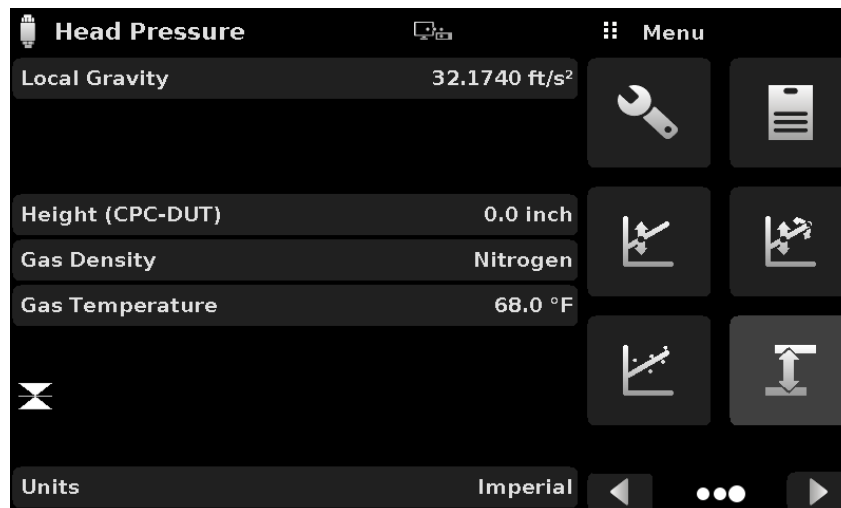 Head Pressure
Menu
Local Gravity 32.1740 ft/s²
Height (CPC-DUT) 0.0 inch
Gas Density Nitrogen
Gas Temperature 68.0 °F
Units Imperial